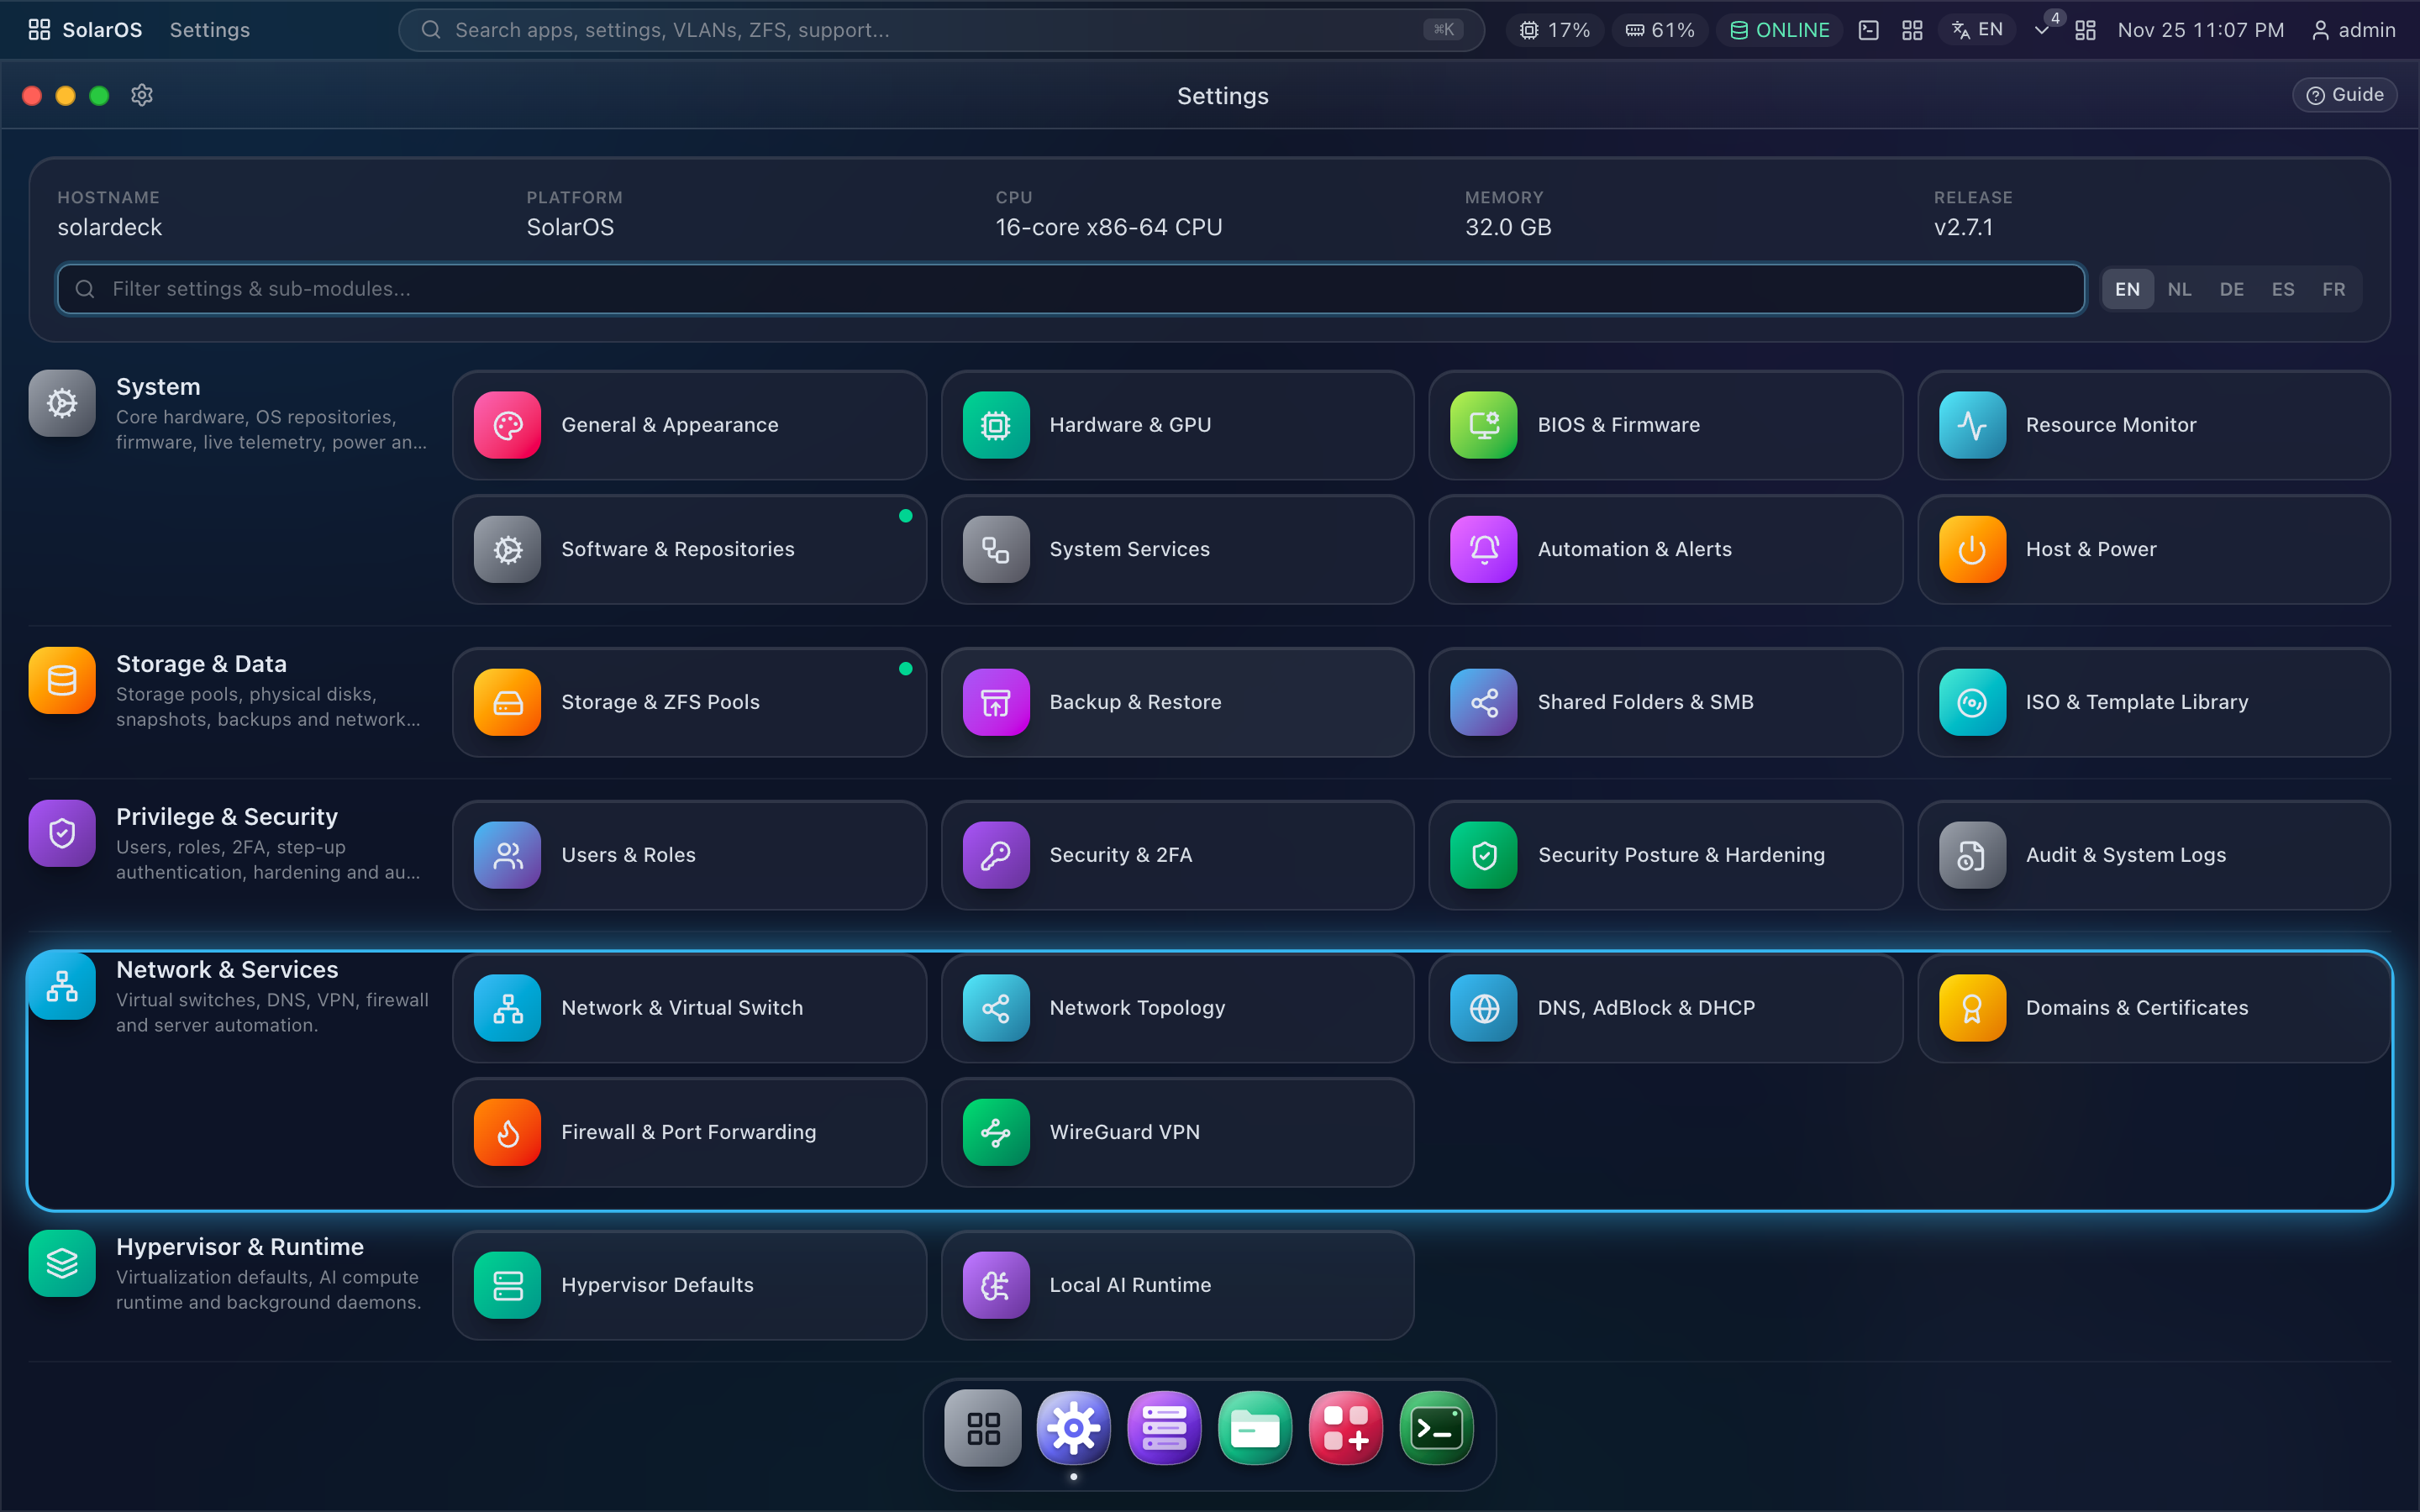 SolarOS Settings Search apps, settings, VLANs, ZFS, support... ⌘K 17% 61% ONLINE EN 4 Nov 25 11:07 PM admin
Settings
Guide
HOSTNAME PLATFORM CPU MEMORY RELEASE
solardeck SolarOS 16-core x86-64 CPU 32.0 GB v2.7.1
Filter settings & sub-modules... EN NL DE ES FR
System
Core hardware, OS repositories,
firmware, live telemetry, power an...
General & Appearance
Hardware & GPU
BIOS & Firmware
Resource Monitor
Software & Repositories
System Services
Automation & Alerts
Host & Power
Storage & Data
Storage pools, physical disks,
snapshots, backups and network...
Storage & ZFS Pools
Backup & Restore
Shared Folders & SMB
ISO & Template Library
Privilege & Security
Users, roles, 2FA, step-up
authentication, hardening and au...
Users & Roles
Security & 2FA
Security Posture & Hardening
Audit & System Logs
Network & Services
Virtual switches, DNS, VPN, firewall
and server automation.
Network & Virtual Switch
Network Topology
DNS, AdBlock & DHCP
Domains & Certificates
Firewall & Port Forwarding
WireGuard VPN
Hypervisor & Runtime
Virtualization defaults, AI compute
runtime and background daemons.
Hypervisor Defaults
Local AI Runtime